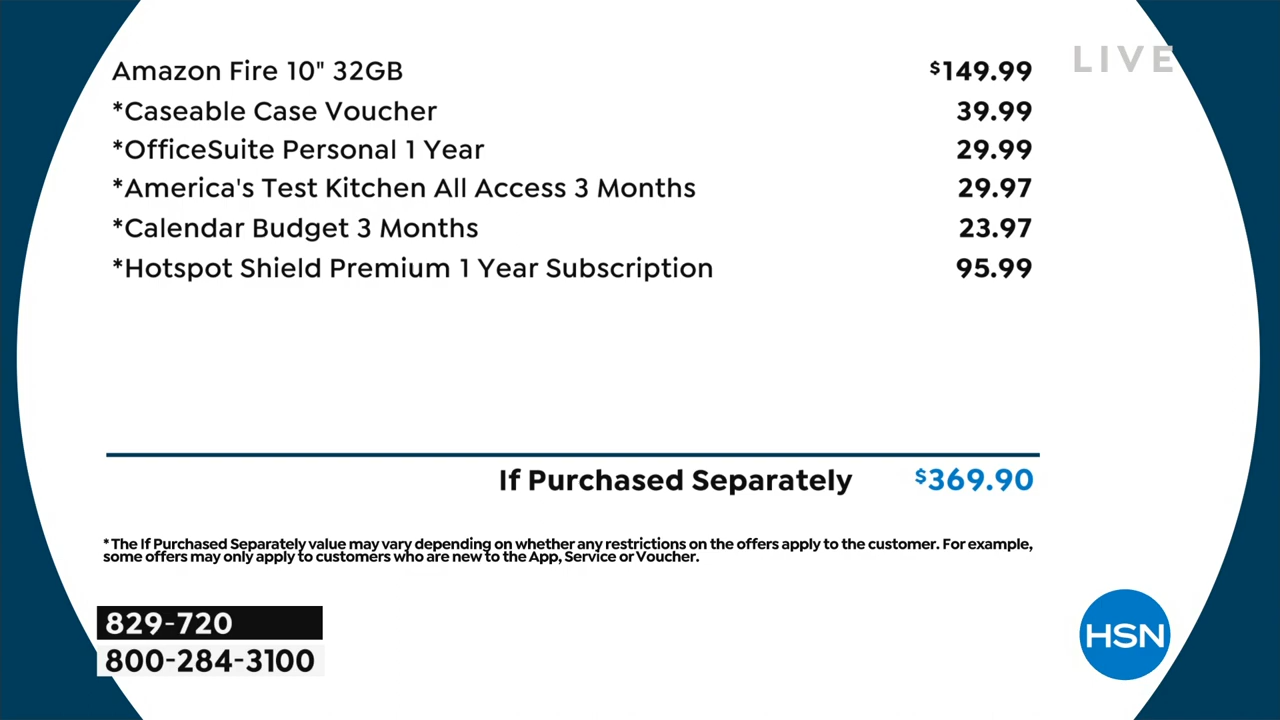 LIVE
Amazon Fire 10" 32GB $149.99
*Caseable Case Voucher 39.99
*OfficeSuite Personal 1 Year 29.99
*America's Test Kitchen All Access 3 Months 29.97
*Calendar Budget 3 Months 23.97
*Hotspot Shield Premium 1 Year Subscription 95.99
If Purchased Separately $369.90
*The If Purchased Separately value may vary depending on whether any restrictions on the offers apply to the customer. For example,
some offers may only apply to customers who are new to the App, Service or Voucher.
829-720
800-284-3100
HSN